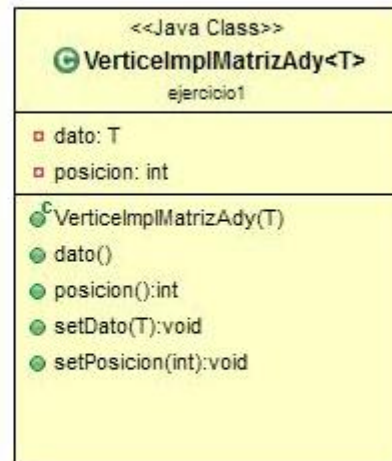 <<Java Class>>
VerticeImplMatrizAdy<T>
ejercicio1
dato: T
posicion: int
VerticeImplMatrizAdy(T)
dato()
posicion():int
setDato(T):void
setPosicion(int):void